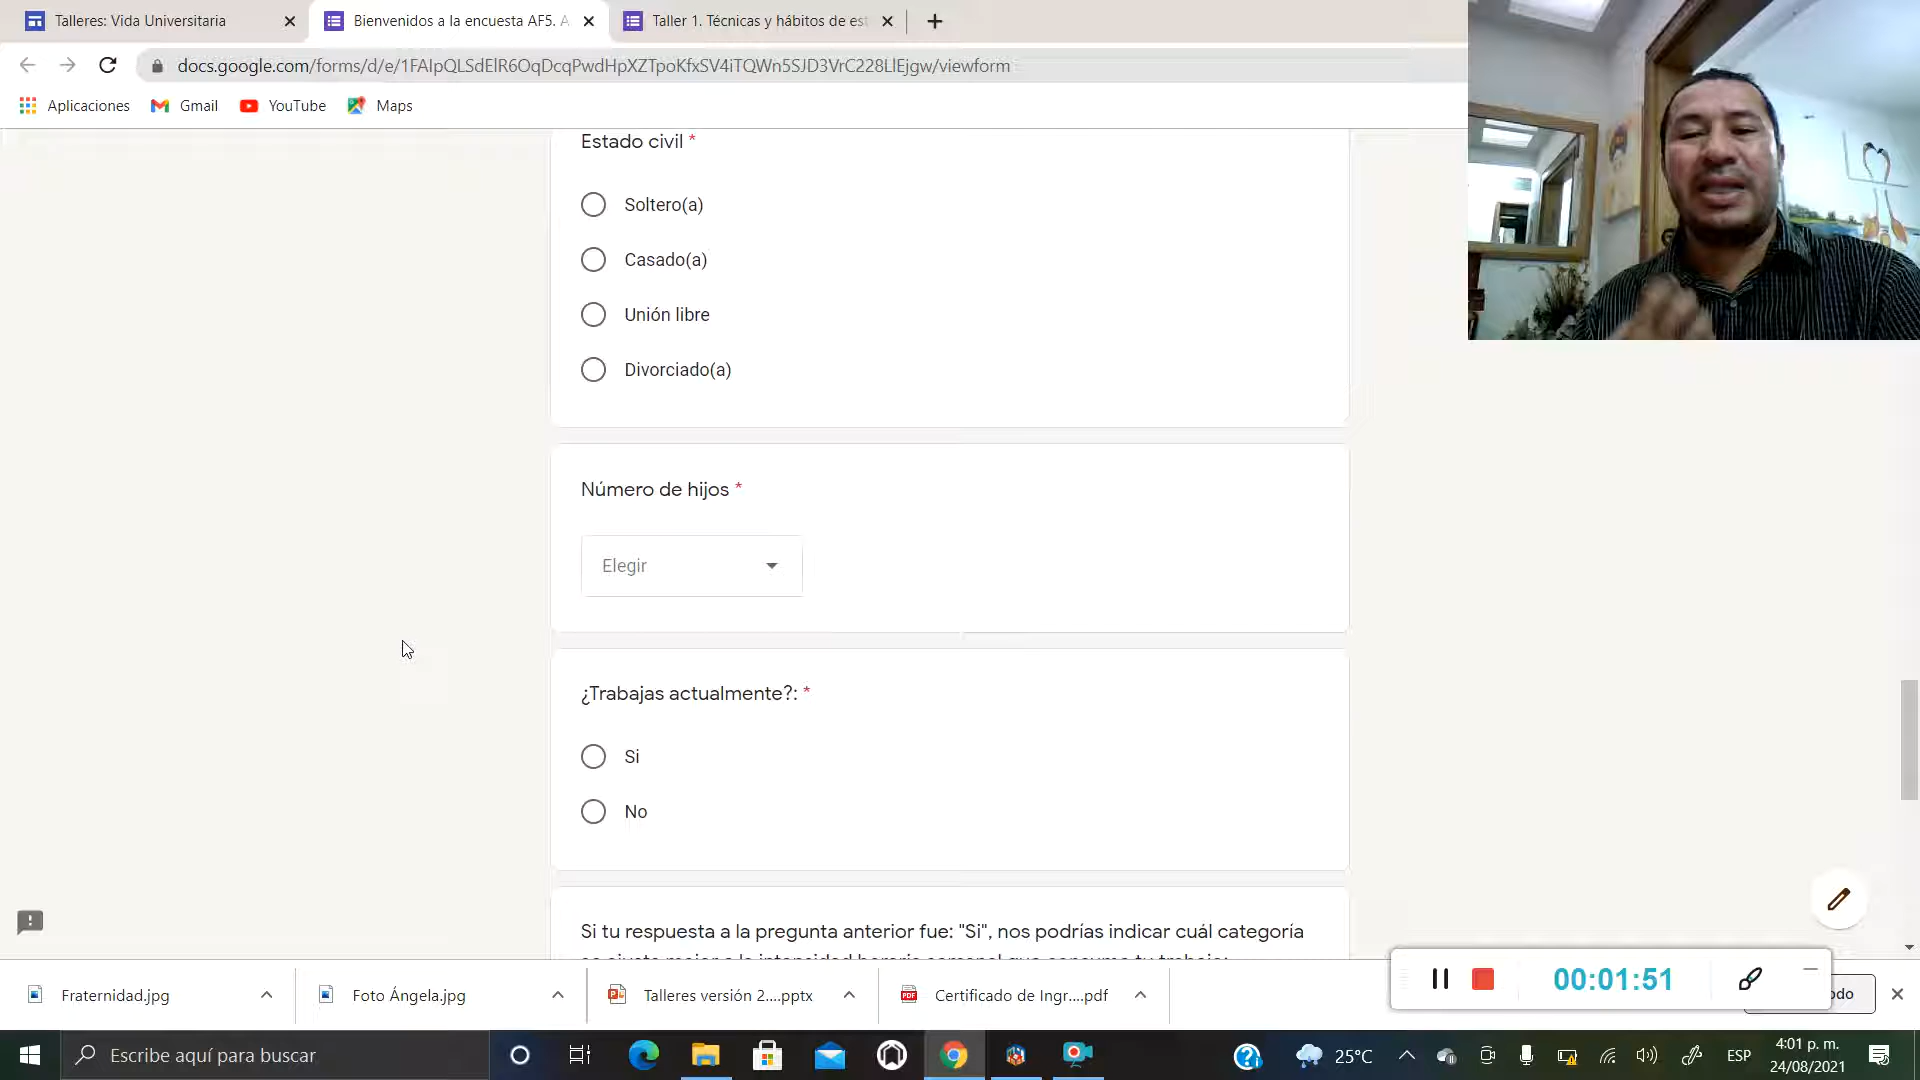 Talleres: Vida Universitaria
Bienvenidos a la encuesta AF5. A
Taller 1. Técnicas y hábitos de est
docs.google.com/forms/d/e/1FAIpQLSdElR6OqDcqPwdHpXZTpoKfxSV4iTQWn5SJD3VrC228LlEjgw/viewform
Aplicaciones
Gmail
YouTube
Maps
Estado civil *
Soltero(a)
Casado(a)
Unión libre
Divorciado(a)
Número de hijos *
Elegir
¿Trabajas actualmente?: *
Si
No
Si tu respuesta a la pregunta anterior fue: "Si", nos podrías indicar cuál categoría
Fraternidad.jpg
Foto Ángela.jpg
Talleres versión 2....pptx
Certificado de Ingr....pdf
00:01:51
odo
Escribe aquí para buscar
25°C
ESP
4:01 p. m.
24/08/2021